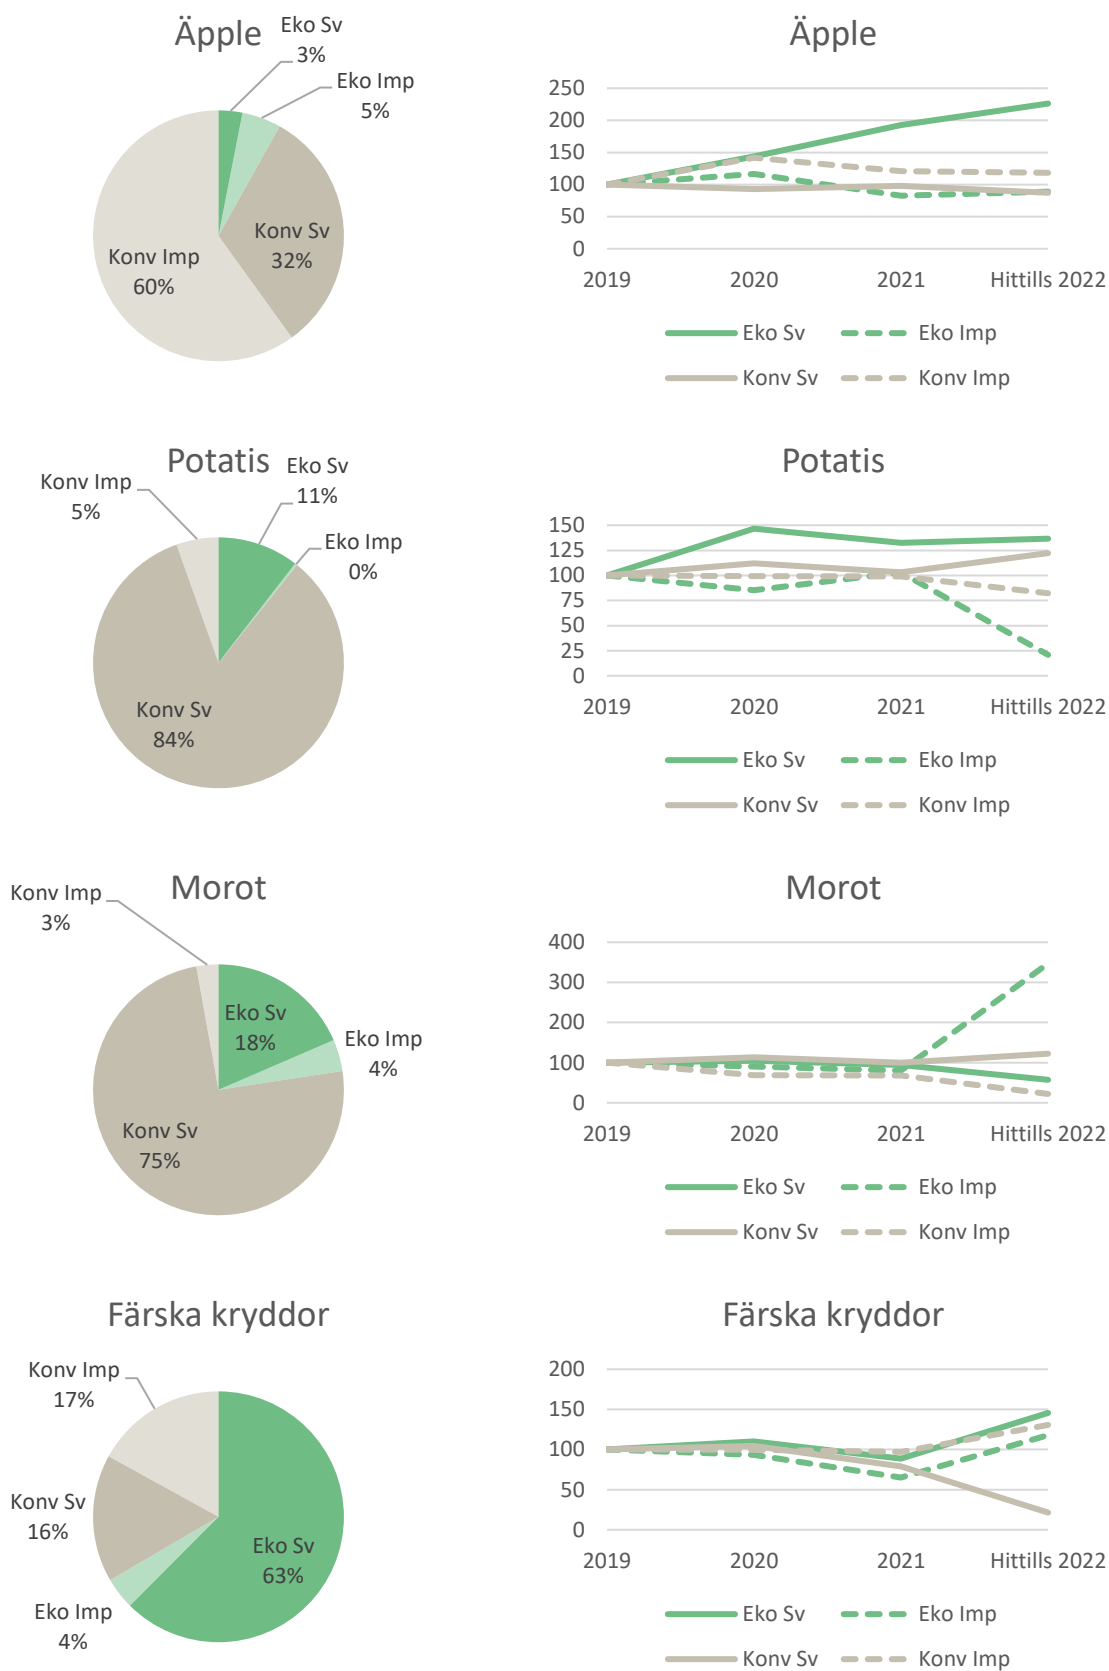 Äpple
Eko Sv
3%
Eko Imp
5%
Konv Sv
32%
Konv Imp
60%
Äpple
250
200
150
100
50
0
2019 2020 2021 Hittills 2022
Eko Sv Eko Imp
Konv Sv Konv Imp
Potatis
Eko Sv
11%
Konv Imp
5%
Eko Imp
0%
Konv Sv
84%
Potatis
150
125
100
75
50
25
0
2019 2020 2021 Hittills 2022
Eko Sv Eko Imp
Konv Sv Konv Imp
Morot
Konv Imp
3%
Eko Sv
18%
Eko Imp
4%
Konv Sv
75%
Morot
400
300
200
100
0
2019 2020 2021 Hittills 2022
Eko Sv Eko Imp
Konv Sv Konv Imp
Färska kryddor
Konv Imp
17%
Konv Sv
16%
Eko Sv
63%
Eko Imp
4%
Färska kryddor
200
150
100
50
0
2019 2020 2021 Hittills 2022
Eko Sv Eko Imp
Konv Sv Konv Imp